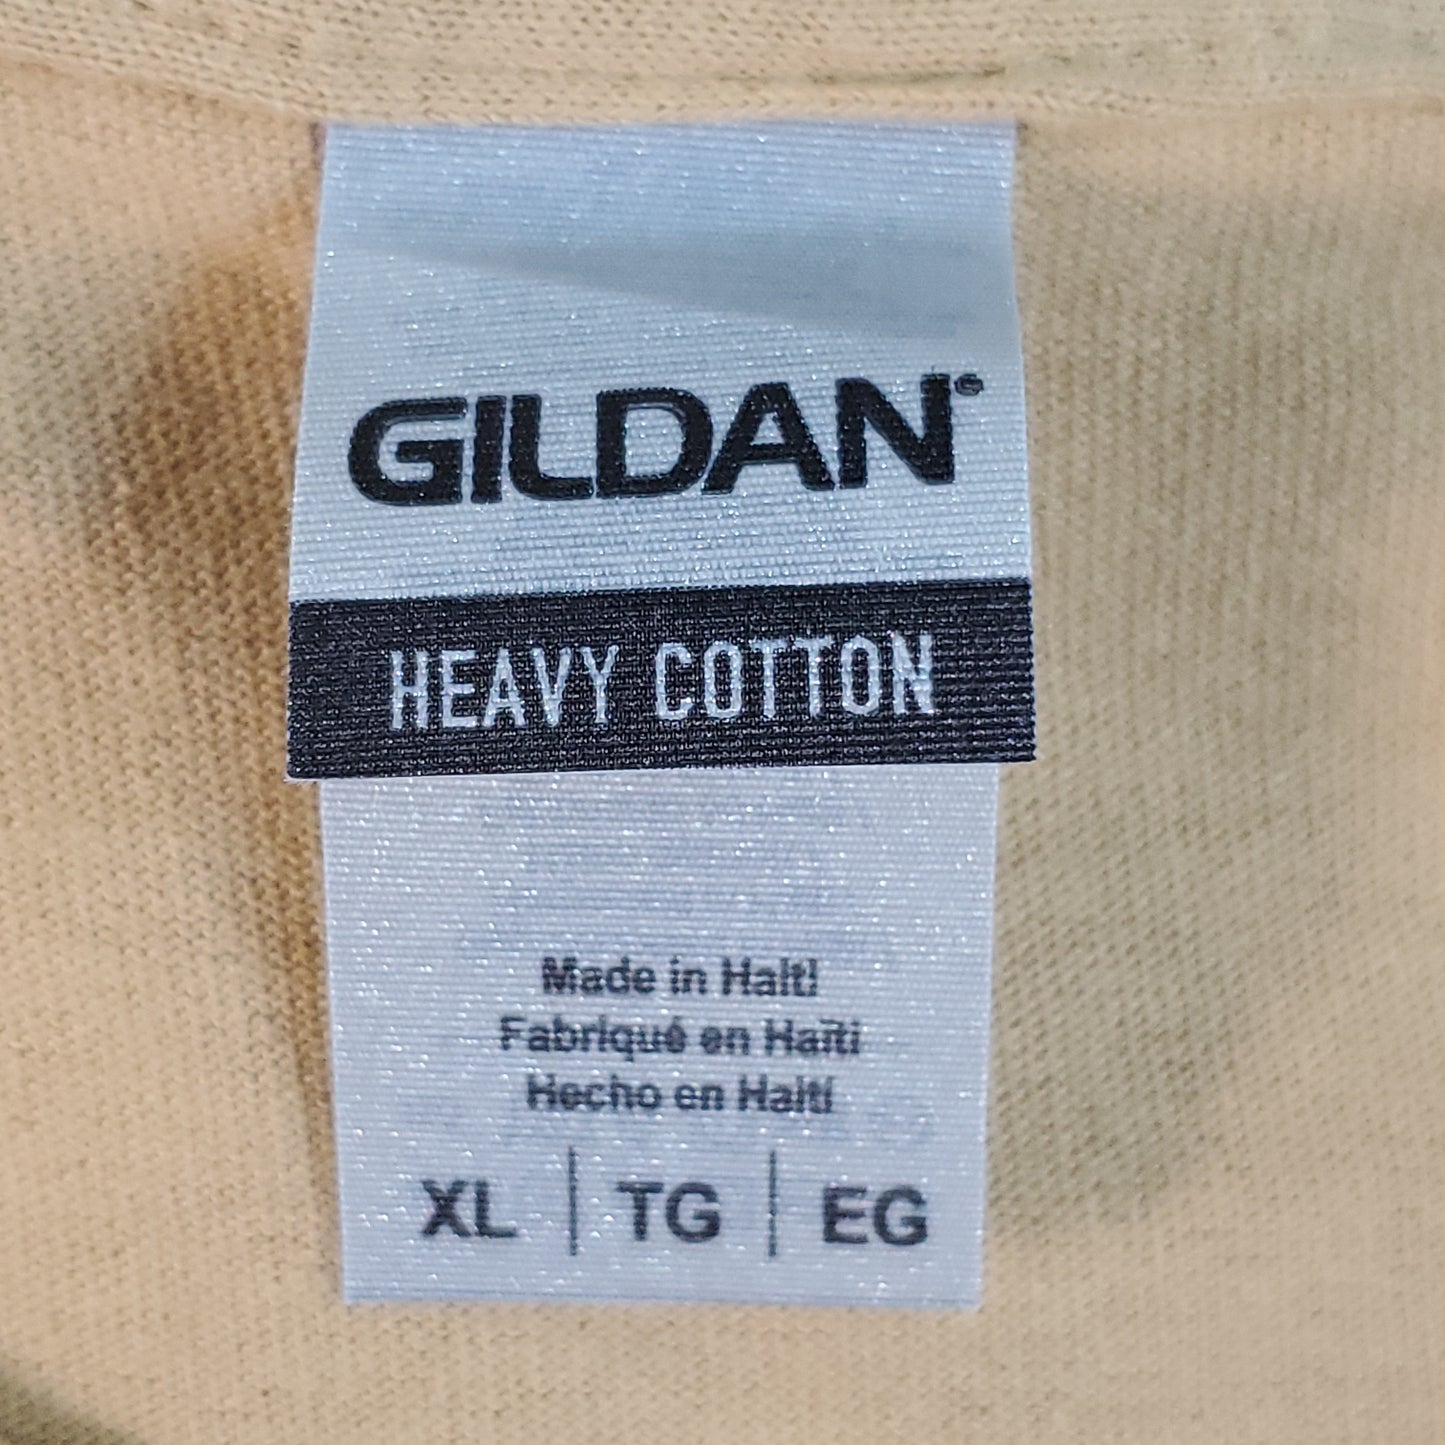 GILDAN®
HEAVY COTTON
Made in Haiti
Fabriqué en Haïti
Hecho en Haití
XL | TG | EG